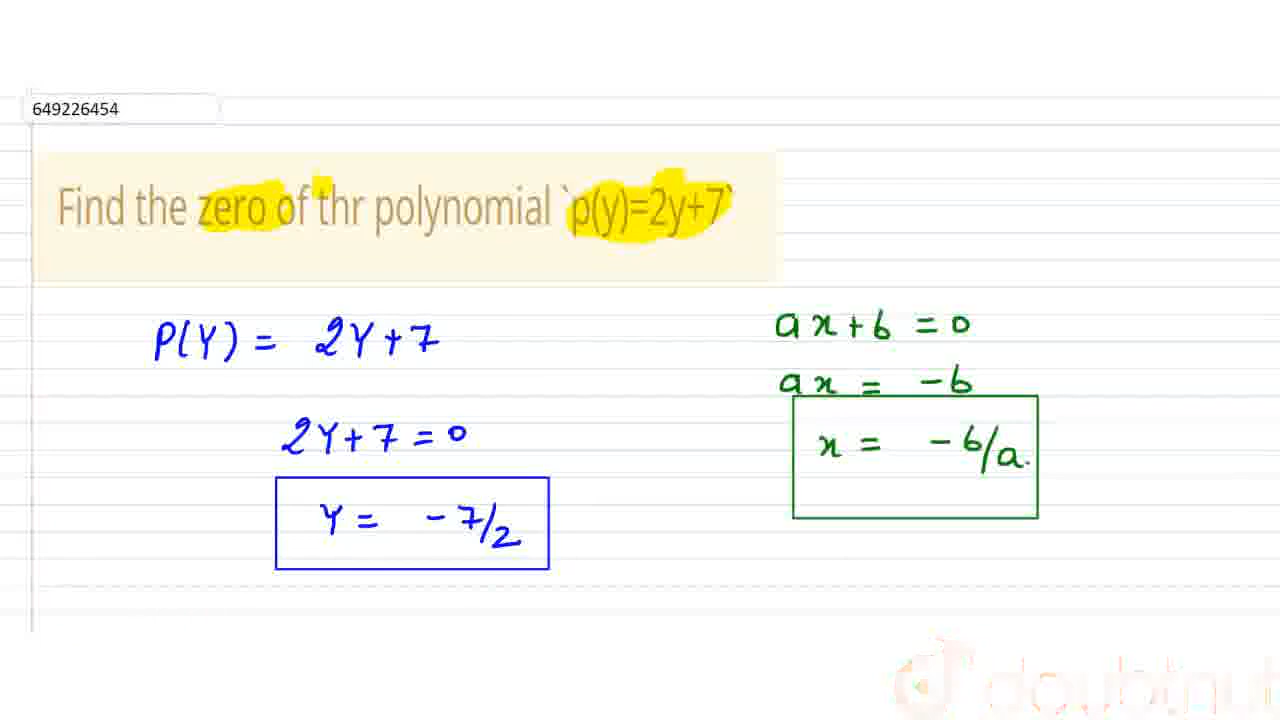 649226454
Find the zero of thr polynomial `p(y)=2y+7`
P(Y) = 2Y+7
2Y+7=0
Y = -7/2
ax+b=0
ax = -b
x = -b/a.
doubtnut